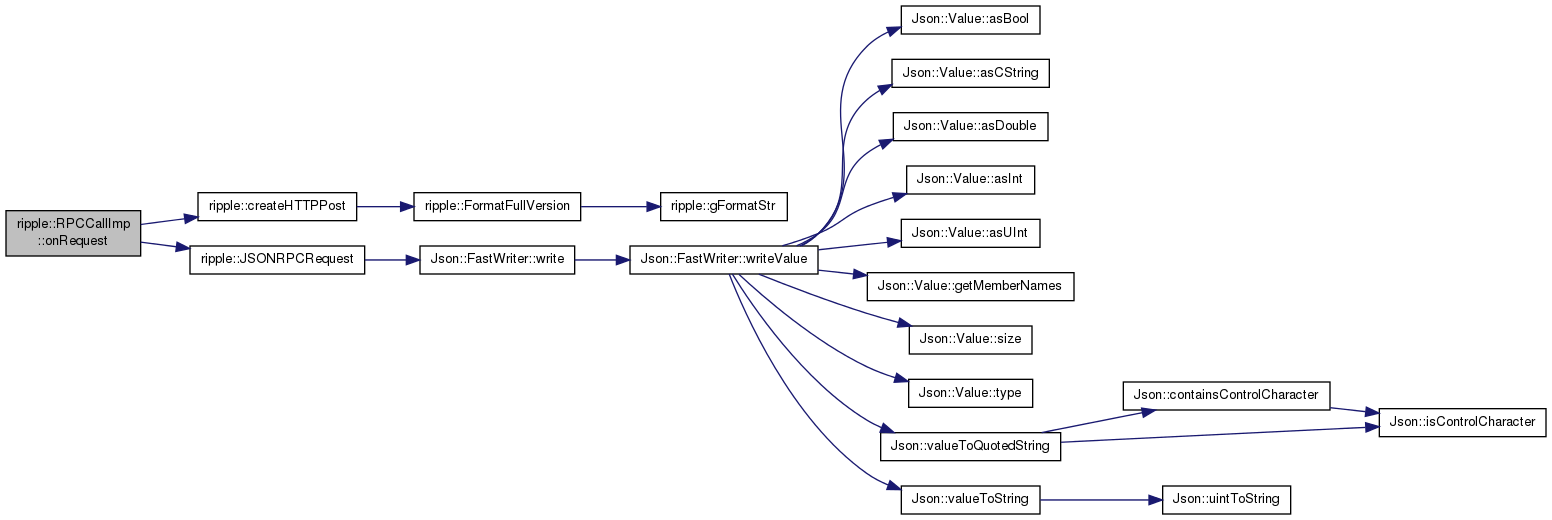 ripple::RPCCallImp
::onRequest
ripple::createHTTPPost
ripple::JSONRPCRequest
ripple::FormatFullVersion
Json::FastWriter::write
ripple::gFormatStr
Json::FastWriter::writeValue
Json::Value::asBool
Json::Value::asCString
Json::Value::asDouble
Json::Value::asInt
Json::Value::asUInt
Json::Value::getMemberNames
Json::Value::size
Json::Value::type
Json::valueToQuotedString
Json::valueToString
Json::containsControlCharacter
Json::uintToString
Json::isControlCharacter